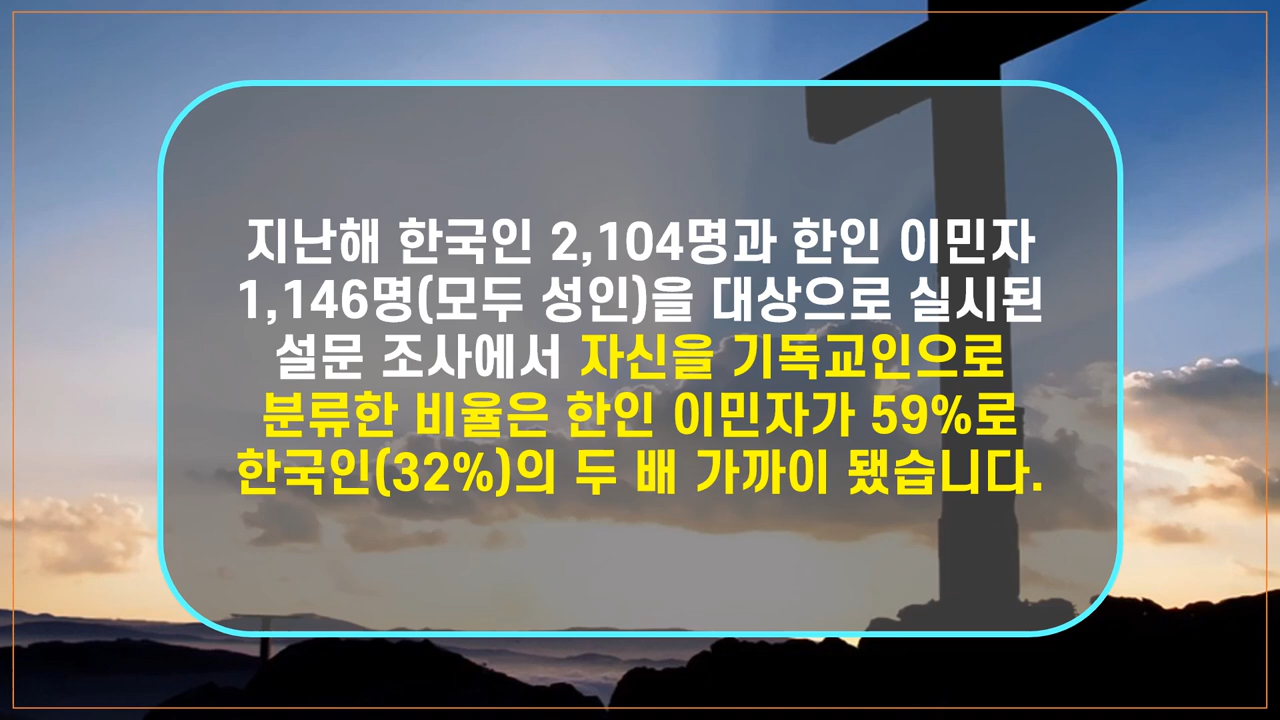 지난해 한국인 2,104명과 한인 이민자
1,146명(모두 성인)을 대상으로 실시된
설문 조사에서 자신을 기독교인으로
분류한 비율은 한인 이민자가 59%로
한국인(32%)의 두 배 가까이 됐습니다.